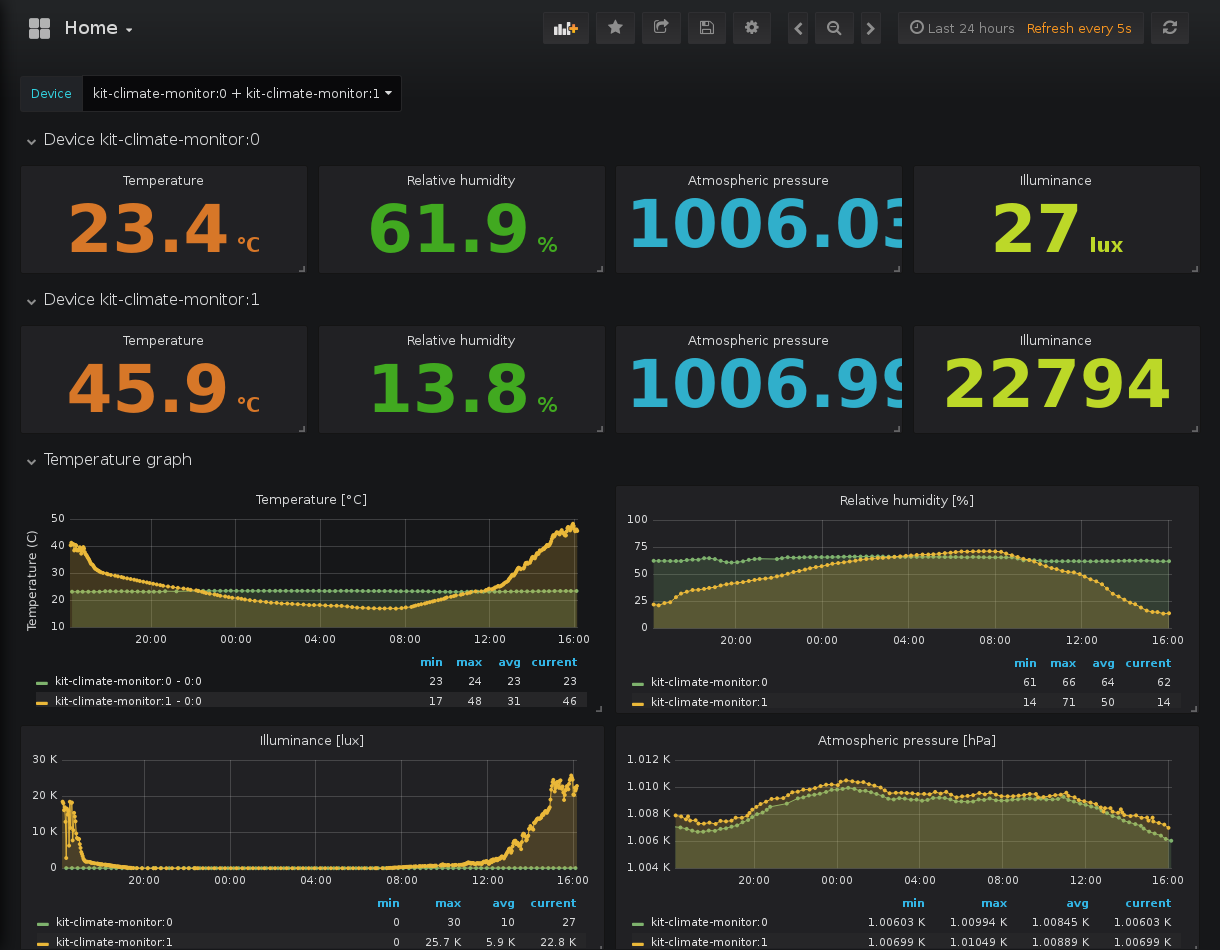 Home
Last 24 hours Refresh every 5s
Device kit-climate-monitor:0 + kit-climate-monitor:1
Device kit-climate-monitor:0
Temperature Relative humidity Atmospheric pressure Illuminance
23.4 °C 61.9 % 1006.03 27 lux
Device kit-climate-monitor:1
Temperature Relative humidity Atmospheric pressure Illuminance
45.9 °C 13.8 % 1006.99 22794
Temperature graph
Temperature [°C]
Temperature (C)
50
40
30
20
10
20:00 00:00 04:00 08:00 12:00 16:00
min max avg current
kit-climate-monitor:0 - 0:0 23 24 23 23
kit-climate-monitor:1 - 0:0 17 48 31 46
Relative humidity [%]
100
75
50
25
0
20:00 00:00 04:00 08:00 12:00 16:00
min max avg current
kit-climate-monitor:0 61 66 64 62
kit-climate-monitor:1 14 71 50 14
Illuminance [lux]
30 K
20 K
10 K
0
20:00 00:00 04:00 08:00 12:00 16:00
min max avg current
kit-climate-monitor:0 0 30 10 27
kit-climate-monitor:1 0 25.7 K 5.9 K 22.8 K
Atmospheric pressure [hPa]
1.012 K
1.010 K
1.008 K
1.006 K
1.004 K
20:00 00:00 04:00 08:00 12:00 16:00
min max avg current
kit-climate-monitor:0 1.00603 K 1.00994 K 1.00845 K 1.00603 K
kit-climate-monitor:1 1.00699 K 1.01049 K 1.00889 K 1.00699 K